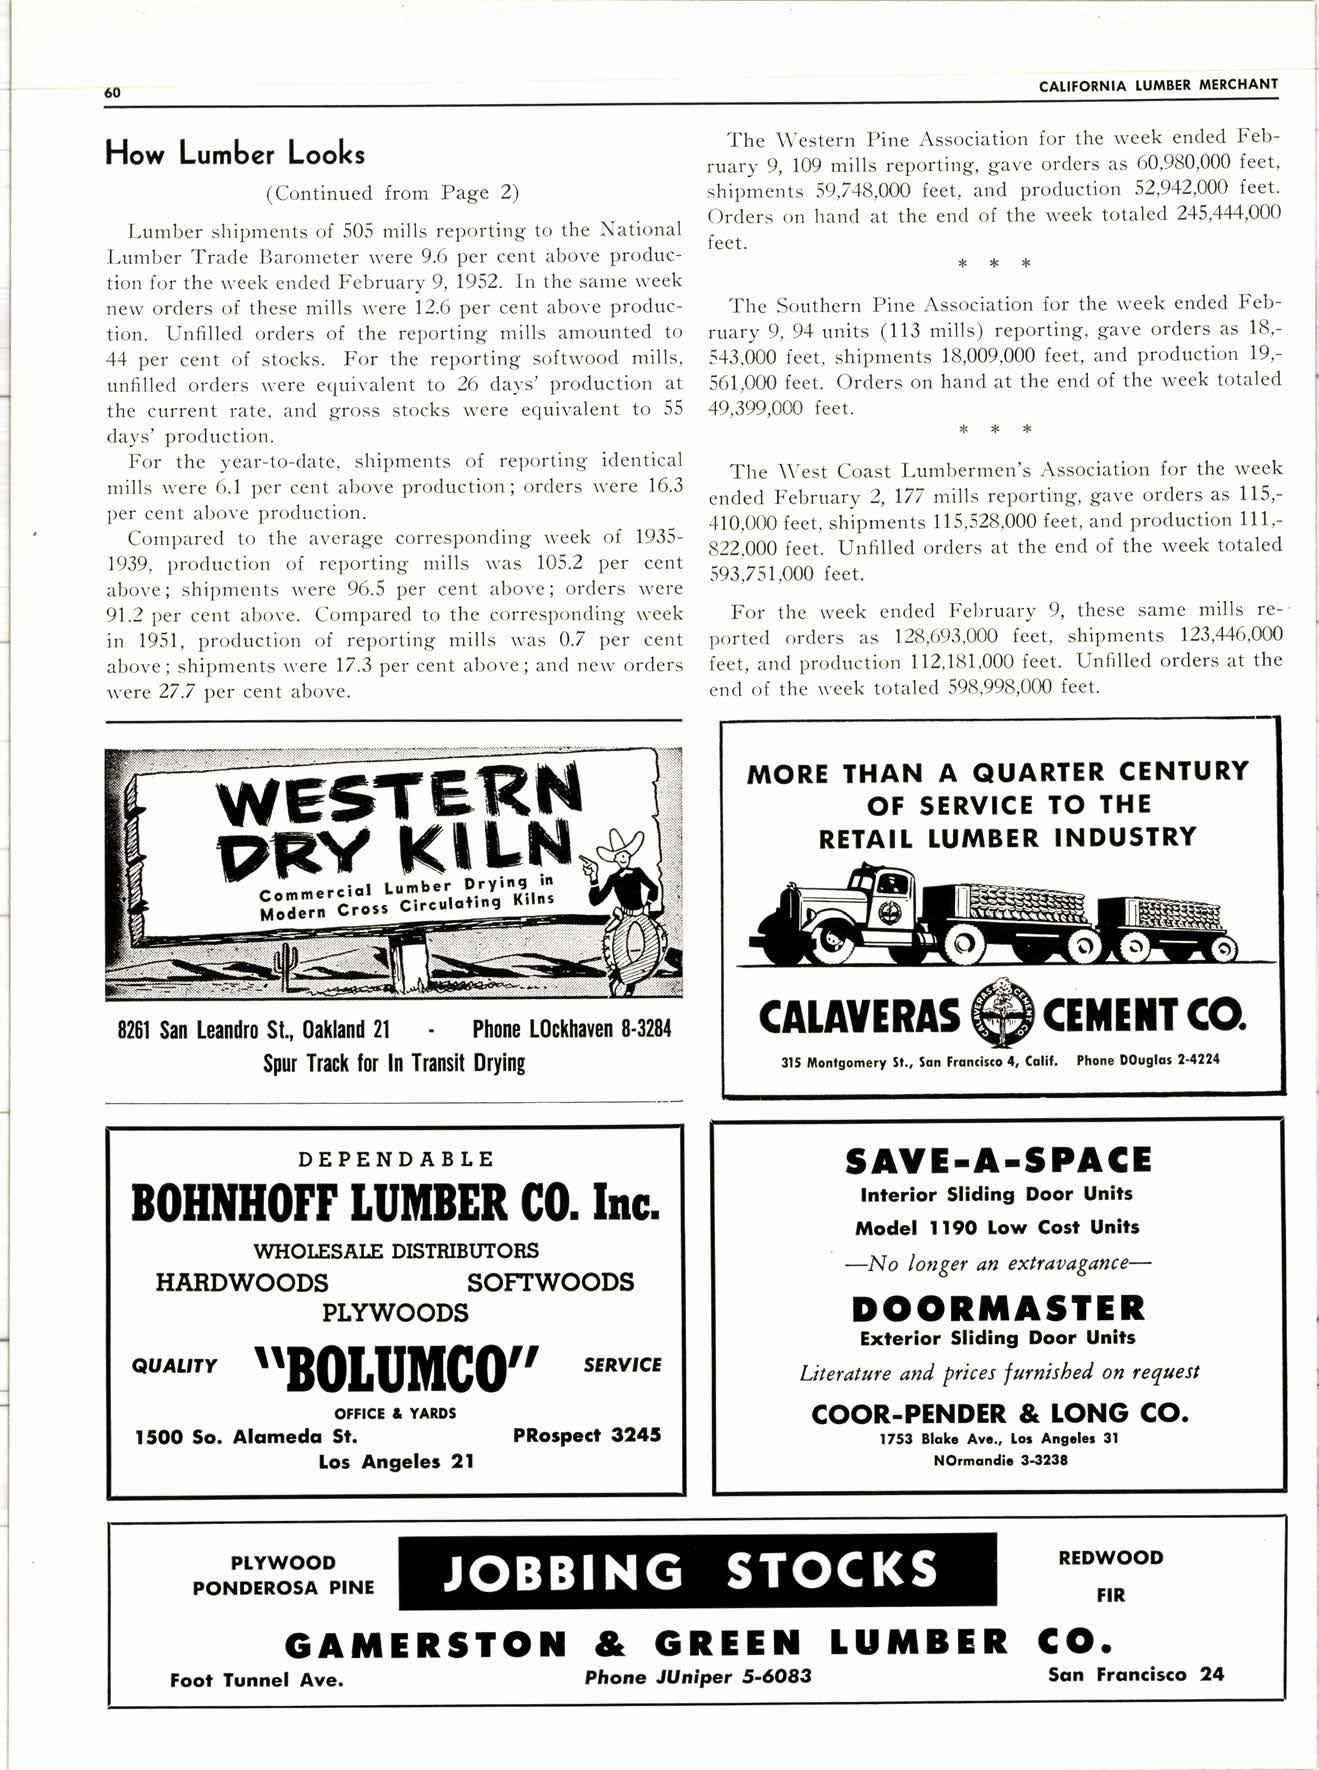 60
CALIFORNIA LUMBER MERCHANT
How Lumber Looks
(Continued from Page 2)
Lumber shipments of 505 mills reporting to the National
Lumber Trade Barometer were 9.6 per cent above produc-
tion for the week ended February 9, 1952. In the same week
new orders of these mills were 12.6 per cent above produc-
tion. Unfilled orders of the reporting mills amounted to
44 per cent of stocks. For the reporting softwood mills,
unfilled orders were equivalent to 26 days' production at
the current rate, and gross stocks were equivalent to 55
days' production.
For the year-to-date, shipments of reporting identical
mills were 6.1 per cent above production; orders were 16.3
per cent above production.
Compared to the average corresponding week of 1935-
1939, production of reporting mills was 105.2 per cent
above; shipments were 96.5 per cent above; orders were
91.2 per cent above. Compared to the corresponding week
in 1951, production of reporting mills was 0.7 per cent
above; shipments were 17.3 per cent above; and new orders
were 27.7 per cent above.
The Western Pine Association for the week ended Feb-
ruary 9, 109 mills reporting, gave orders as 60,980,000 feet,
shipments 59,748,000 feet, and production 52,942,000 feet.
Orders on hand at the end of the week totaled 245,444,000
feet.
* * *
The Southern Pine Association for the week ended Feb-
ruary 9, 94 units (113 mills) reporting, gave orders as 18,-
543,000 feet, shipments 18,009,000 feet, and production 19,-
561,000 feet. Orders on hand at the end of the week totaled
49,399,000 feet.
* * *
The West Coast Lumbermen's Association for the week
ended February 2, 177 mills reporting, gave orders as 115,-
410,000 feet, shipments 115,528,000 feet, and production 111,-
822,000 feet. Unfilled orders at the end of the week totaled
593,751,000 feet.
For the week ended February 9, these same mills re-
ported orders as 128,693,000 feet, shipments 123,446,000
feet, and production 112,181,000 feet. Unfilled orders at the
end of the week totaled 598,998,000 feet.
WESTERN
DRY KILN
Commercial Lumber Drying in
Modern Cross Circulating Kilns
8261 San Leandro St., Oakland 21 - Phone LOckhaven 8-3284
Spur Track for In Transit Drying
MORE THAN A QUARTER CENTURY
OF SERVICE TO THE
RETAIL LUMBER INDUSTRY
CALAVERAS CALAVERAS CEMENT CO. CEMENT CO.
315 Montgomery St., San Francisco 4, Calif. Phone DOuglas 2-4224
DEPENDABLE
BOHNHOFF LUMBER CO. Inc.
WHOLESALE DISTRIBUTORS
HARDWOODS SOFTWOODS
PLYWOODS
QUALITY "BOLUMCO" SERVICE
OFFICE & YARDS
1500 So. Alameda St. PRospect 3245
Los Angeles 21
SAVE-A-SPACE
Interior Sliding Door Units
Model 1190 Low Cost Units
—No longer an extravagance—
DOORMASTER
Exterior Sliding Door Units
Literature and prices furnished on request
COOR-PENDER & LONG CO.
1753 Blake Ave., Los Angeles 31
NOrmandie 3-3238
PLYWOOD
PONDEROSA PINE
JOBBING STOCKS
REDWOOD
FIR
GAMERSTON & GREEN LUMBER CO.
Foot Tunnel Ave. Phone JUniper 5-6083 San Francisco 24